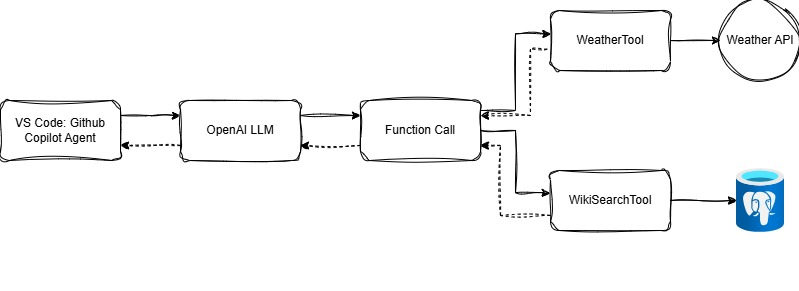 VS Code: Github
Copilot Agent
OpenAI LLM
Function Call
WeatherTool
Weather API
WikiSearchTool